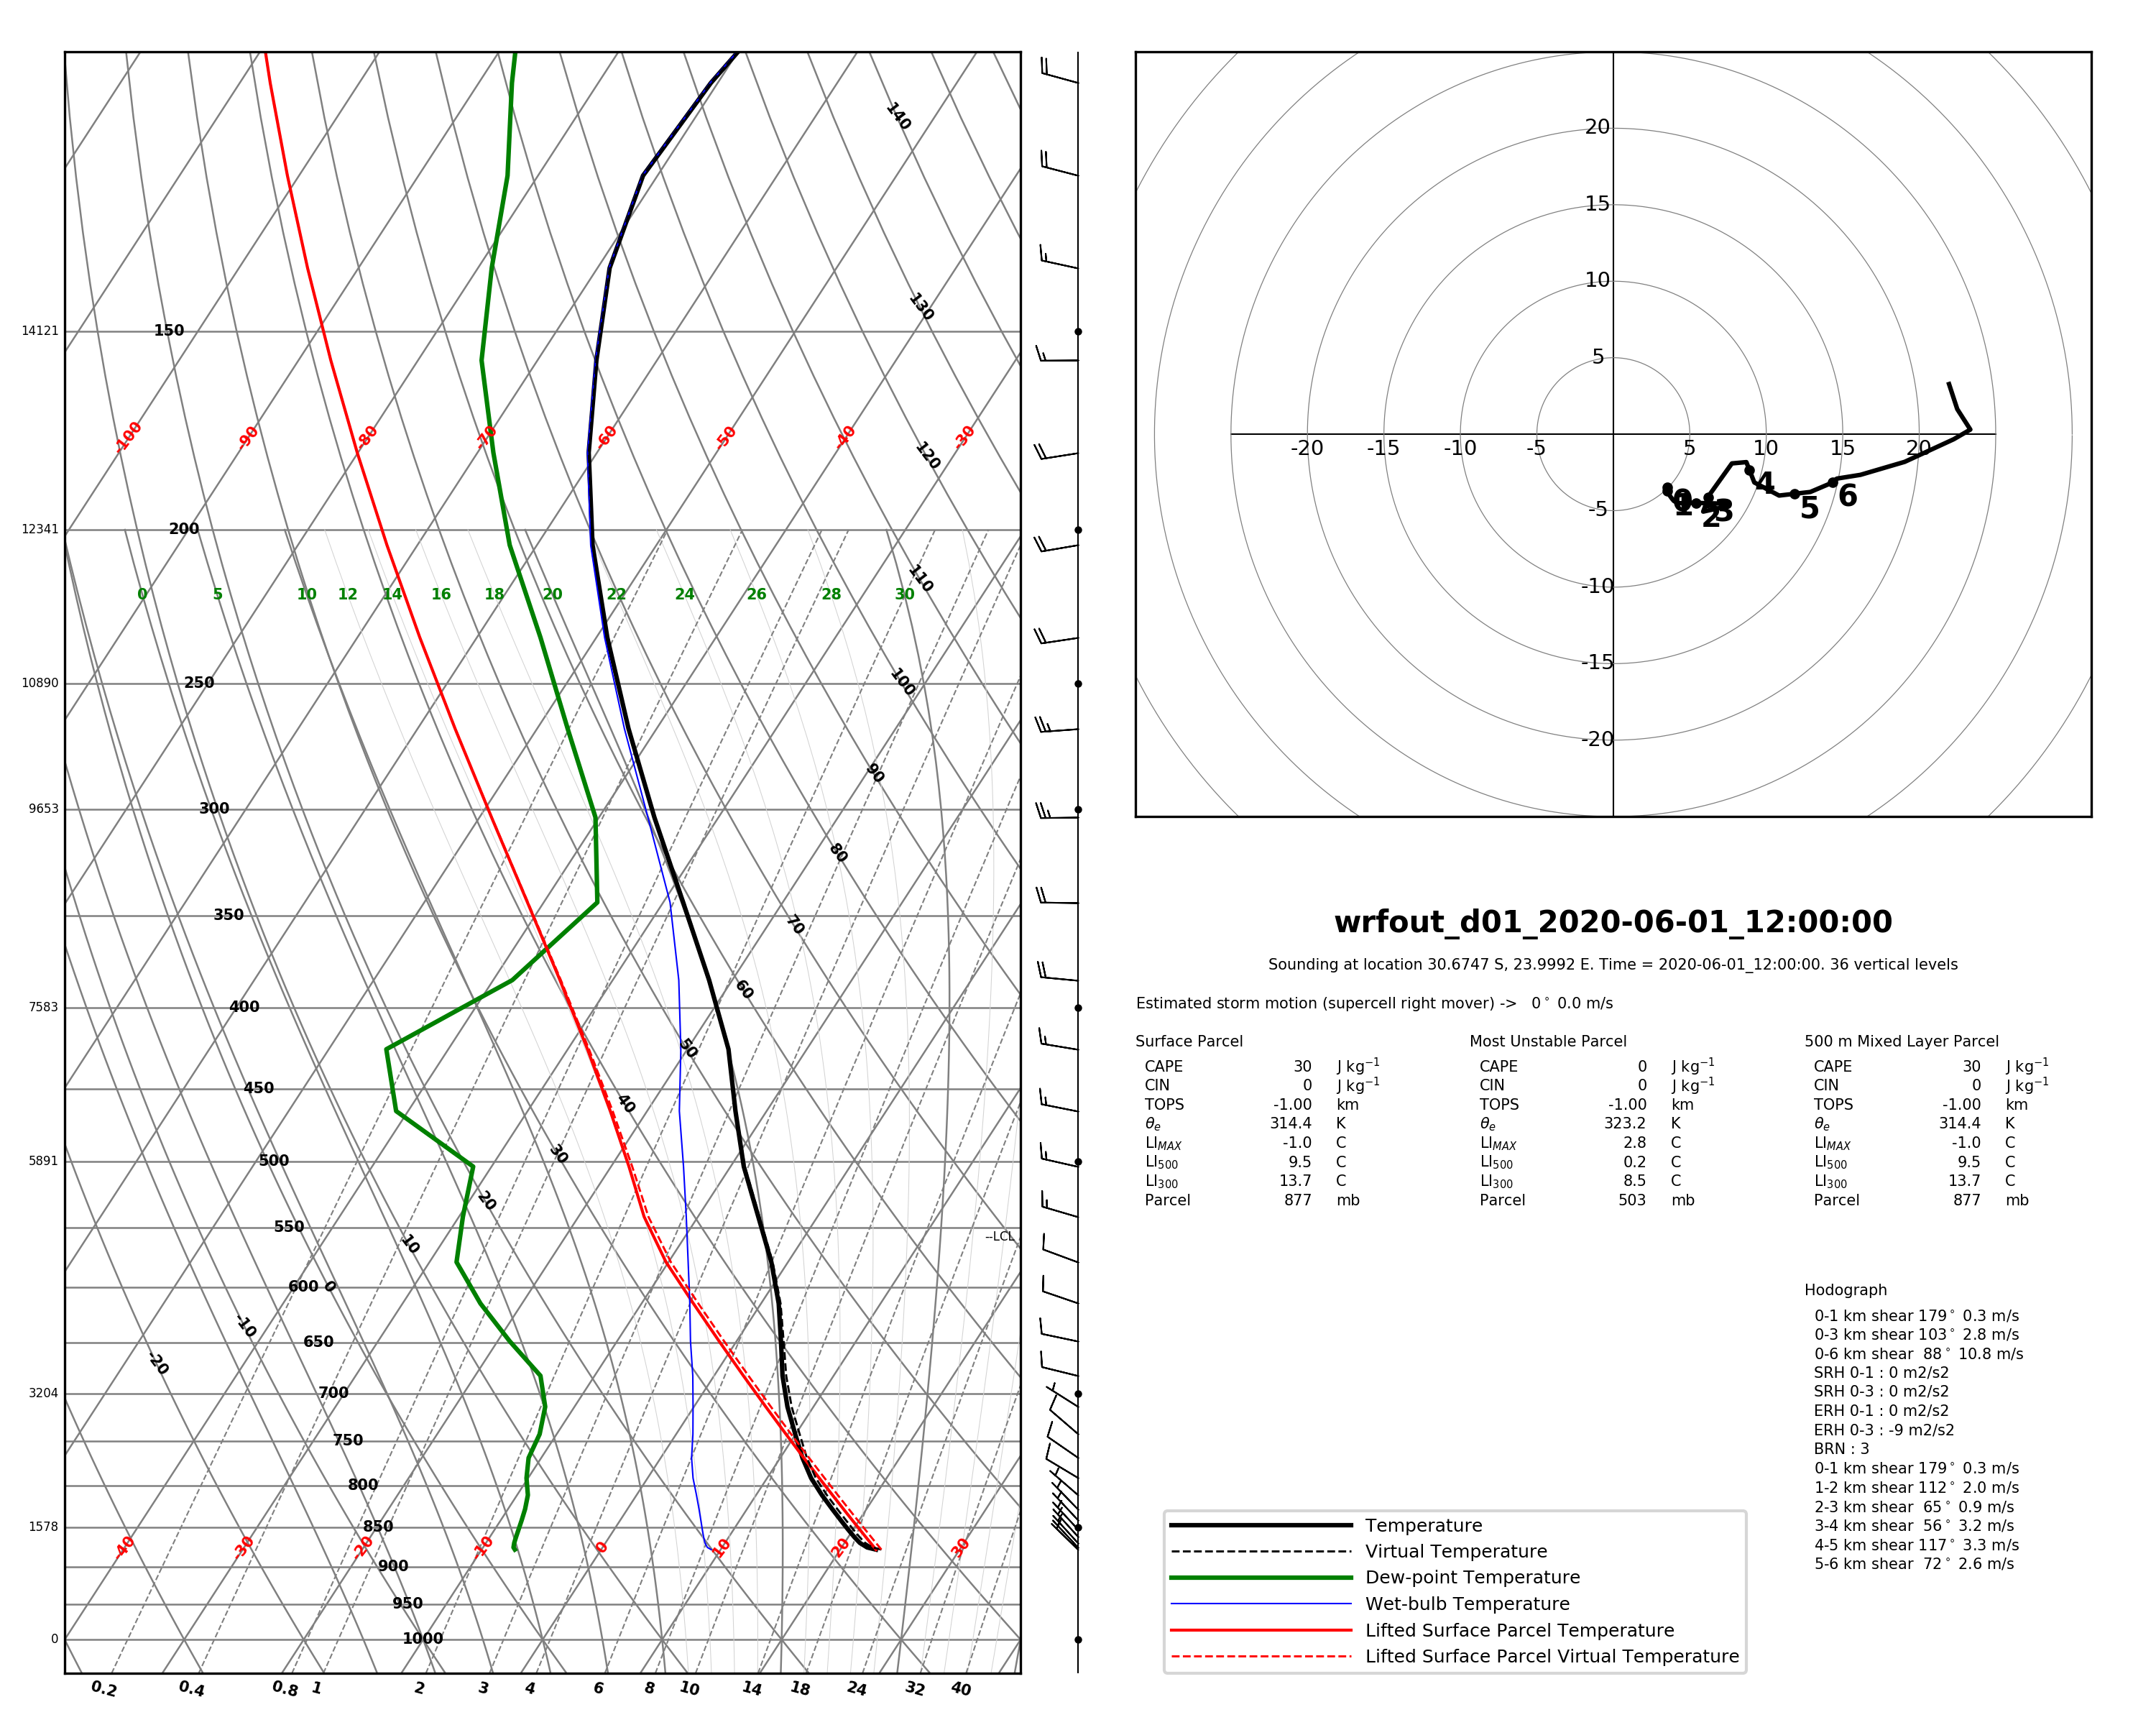 140
130
120
110
100
90
80
70
60
50
40
30
20
10
0
-10
-20
14121 150
-100 -90 -80 -70 -60 -50 -40 -30
12341 200
0 5 10 12 14 16 18 20 22 24 26 28 30
10890 250
9653 300
350
7583 400
450
5891 500
550
--LCL
600
650
3204 700
750
800
1578 850
-40 -30 -20 -10 0 10 20 30
900
950
0 1000
0.2 0.4 0.8 1 2 3 4 6 8 10 14 18 24 32 40
20
15
10
5
-20 -15 -10 -5 5 10 15 20
-5
-10
-15
-20
0 1 2 3 4 5 6
wrfout_d01_2020-06-01_12:00:00
Sounding at location 30.6747 S, 23.9992 E. Time = 2020-06-01_12:00:00. 36 vertical levels
Estimated storm motion (supercell right mover) -> 0° 0.0 m/s
Surface Parcel
CAPE 30 J kg⁻¹
CIN 0 J kg⁻¹
TOPS -1.00 km
θₑ 314.4 K
LI_MAX -1.0 C
LI₅₀₀ 9.5 C
LI₃₀₀ 13.7 C
Parcel 877 mb
Most Unstable Parcel
CAPE 0 J kg⁻¹
CIN 0 J kg⁻¹
TOPS -1.00 km
θₑ 323.2 K
LI_MAX 2.8 C
LI₅₀₀ 0.2 C
LI₃₀₀ 8.5 C
Parcel 503 mb
500 m Mixed Layer Parcel
CAPE 30 J kg⁻¹
CIN 0 J kg⁻¹
TOPS -1.00 km
θₑ 314.4 K
LI_MAX -1.0 C
LI₅₀₀ 9.5 C
LI₃₀₀ 13.7 C
Parcel 877 mb
Hodograph
0-1 km shear 179° 0.3 m/s
0-3 km shear 103° 2.8 m/s
0-6 km shear 88° 10.8 m/s
SRH 0-1 : 0 m2/s2
SRH 0-3 : 0 m2/s2
ERH 0-1 : 0 m2/s2
ERH 0-3 : -9 m2/s2
BRN : 3
0-1 km shear 179° 0.3 m/s
1-2 km shear 112° 2.0 m/s
2-3 km shear 65° 0.9 m/s
3-4 km shear 56° 3.2 m/s
4-5 km shear 117° 3.3 m/s
5-6 km shear 72° 2.6 m/s
Temperature
Virtual Temperature
Dew-point Temperature
Wet-bulb Temperature
Lifted Surface Parcel Temperature
Lifted Surface Parcel Virtual Temperature